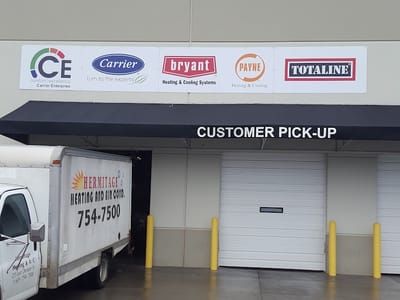 CE
Carrier Enterprise
Carrier
turn to the experts
bryant
Heating & Cooling Systems
PAYNE
Heating & Cooling
TOTALINE
CUSTOMER PICK-UP
HERMITAGE
HEATING AND AIR COND.
754-7500